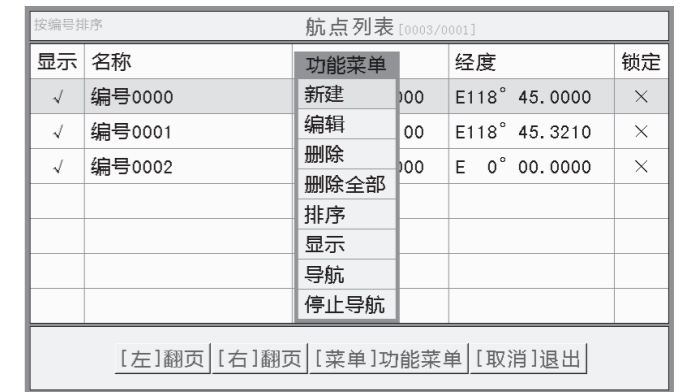 按编号排序 航点列表[0003/0001]
显示 名称 功能菜单 经度 锁定
√ 编号0000 新建 000 E118°45.0000 ×
编辑
√ 编号0001 00 E118°45.3210 ×
删除
√ 编号0002 000 E 0°00.0000 ×
删除全部
排序
显示
导航
停止导航
[左]翻页 [右]翻页 [菜单]功能菜单 [取消]退出